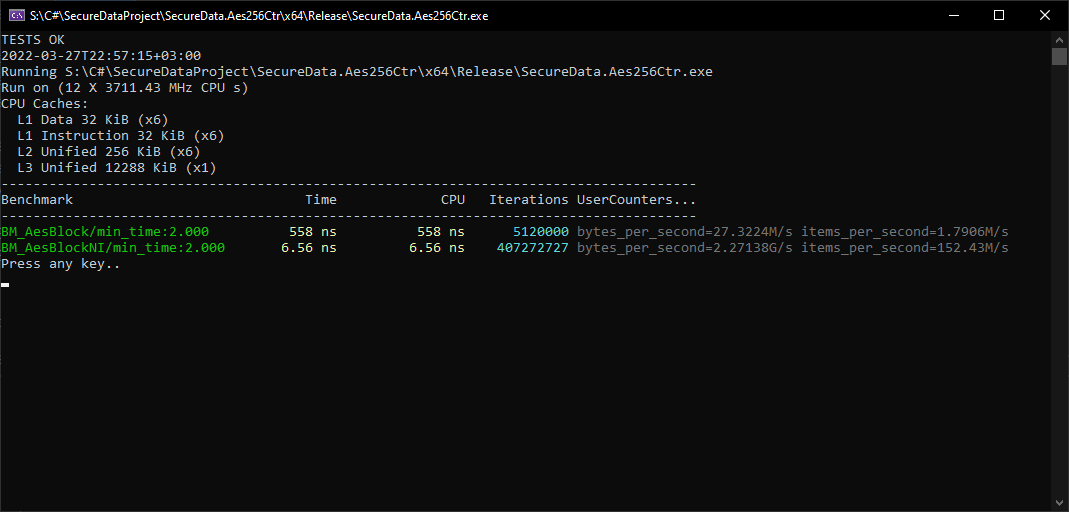 S:\C#\SecureDataProject\SecureData.Aes256Ctr\x64\Release\SecureData.Aes256Ctr.exe
TESTS OK
2022-03-27T22:57:15+03:00
Running S:\C#\SecureDataProject\SecureData.Aes256Ctr\x64\Release\SecureData.Aes256Ctr.exe
Run on (12 X 3711.43 MHz CPU s)
CPU Caches:
  L1 Data 32 KiB (x6)
  L1 Instruction 32 KiB (x6)
  L2 Unified 256 KiB (x6)
  L3 Unified 12288 KiB (x1)
---------------------------------------------------------------------------------------
Benchmark                             Time             CPU   Iterations UserCounters...
---------------------------------------------------------------------------------------
BM_AesBlock/min_time:2.000          558 ns          558 ns      5120000 bytes_per_second=27.3224M/s items_per_second=1.7906M/s
BM_AesBlockNI/min_time:2.000       6.56 ns         6.56 ns    407272727 bytes_per_second=2.27138G/s items_per_second=152.43M/s
Press any key..